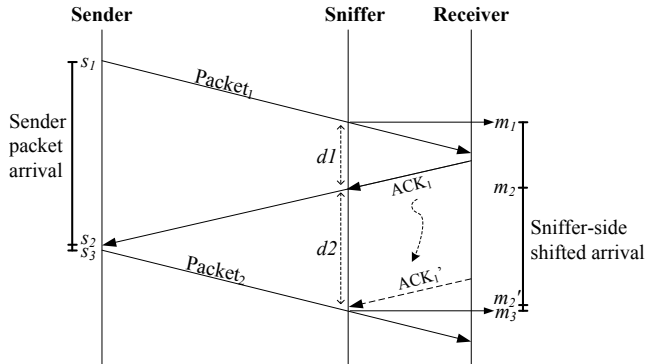 Sender Sniffer Receiver
s1
Packet1
m1
Sender
packet
arrival
d1
ACK1
m2
d2
Sniffer-side
shifted arrival
s2
s3
Packet2
ACK1'
m2'
m3